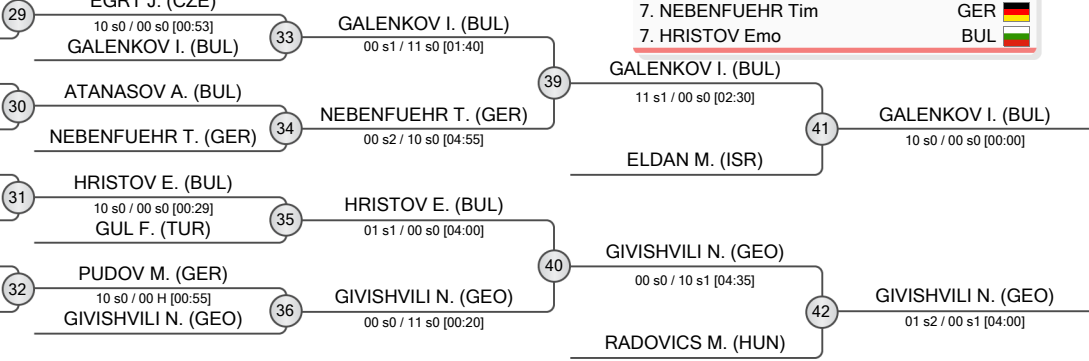 EGRT J. (CZE)
29
10 s0 / 00 s0 [00:53]
GALENKOV I. (BUL)
33
GALENKOV I. (BUL)
00 s1 / 11 s0 [01:40]
7. NEBENFUEHR Tim GER
7. HRISTOV Emo BUL
30
ATANASOV A. (BUL)
NEBENFUEHR T. (GER)
34
NEBENFUEHR T. (GER)
00 s2 / 10 s0 [04:55]
39
GALENKOV I. (BUL)
11 s1 / 00 s0 [02:30]
ELDAN M. (ISR)
41
GALENKOV I. (BUL)
10 s0 / 00 s0 [00:00]
31
HRISTOV E. (BUL)
10 s0 / 00 s0 [00:29]
GUL F. (TUR)
35
HRISTOV E. (BUL)
01 s1 / 00 s0 [04:00]
32
PUDOV M. (GER)
10 s0 / 00 H [00:55]
GIVISHVILI N. (GEO)
36
GIVISHVILI N. (GEO)
00 s0 / 11 s0 [00:20]
40
GIVISHVILI N. (GEO)
00 s0 / 10 s1 [04:35]
RADOVICS M. (HUN)
42
GIVISHVILI N. (GEO)
01 s2 / 00 s1 [04:00]